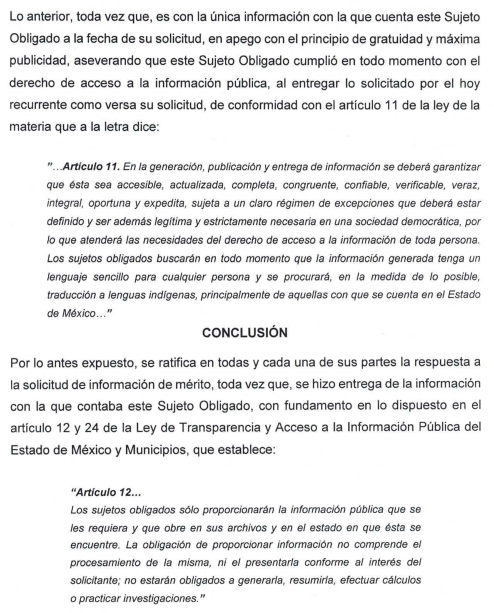 Lo anterior, toda vez que, es con la única información con la que cuenta este Sujeto
Obligado a la fecha de su solicitud, en apego con el principio de gratuidad y máxima
publicidad, aseverando que este Sujeto Obligado cumplió en todo momento con el
derecho de acceso a la información pública, al entregar lo solicitado por el hoy
recurrente como versa su solicitud, de conformidad con el artículo 11 de la ley de la
materia que a la letra dice:
"…Artículo 11. En la generación, publicación y entrega de información se deberá garantizar
que ésta sea accesible, actualizada, completa, congruente, confiable, verificable, veraz,
integral, oportuna y expedita, sujeta a un claro régimen de excepciones que deberá estar
definido y ser además legítima y estrictamente necesaria en una sociedad democrática, por
lo que atenderá las necesidades del derecho de acceso a la información de toda persona.
Los sujetos obligados buscarán en todo momento que la información generada tenga un
lenguaje sencillo para cualquier persona y se procurará, en la medida de lo posible,
traducción a lenguas indígenas, principalmente de aquellas con que se cuenta en el Estado
de México…"
CONCLUSIÓN
Por lo antes expuesto, se ratifica en todas y cada una de sus partes la respuesta a
la solicitud de información de mérito, toda vez que, se hizo entrega de la información
con la que contaba este Sujeto Obligado, con fundamento en lo dispuesto en el
artículo 12 y 24 de la Ley de Transparencia y Acceso a la Información Pública del
Estado de México y Municipios, que establece:
"Artículo 12…
Los sujetos obligados sólo proporcionarán la información pública que se
les requiera y que obre en sus archivos y en el estado en que ésta se
encuentre. La obligación de proporcionar información no comprende el
procesamiento de la misma, ni el presentarla conforme al interés del
solicitante; no estarán obligados a generarla, resumirla, efectuar cálculos
o practicar investigaciones."